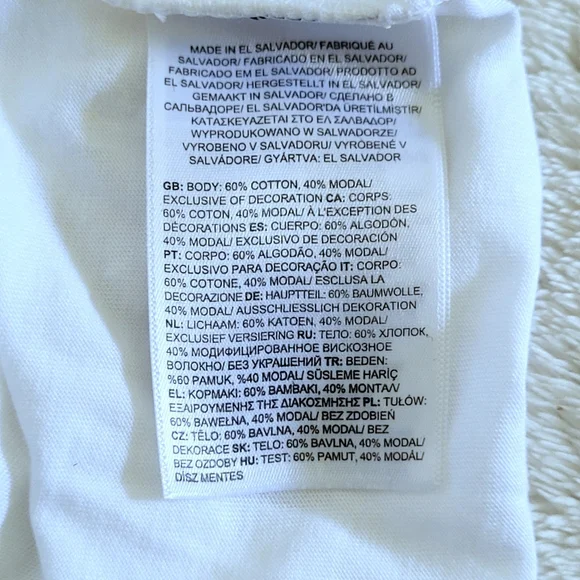 MADE IN EL SALVADOR/ FABRIQUÉ AU
SALVADOR/ FABRICADO EN EL SALVADOR/
FABRICADO EM EL SALVADOR/ PRODOTTO AD
EL SALVADOR/ HERGESTELLT IN EL SALVADOR/
GEMAAKT IN SALVADOR/ СДЕЛАНО В
САЛЬВАДОРЕ/ EL SALVADOR'DA ÜRETİLMİŞTİR/
ΚΑΤΑΣΚΕΥΑΖΕΤΑΙ ΣΤΟ ΕΛ ΣΑΛΒΑΔΟΡ/
WYPRODUKOWANO W SALWADORZE/
VYROBENO V SALVADORU/ VYROBENÉ V
SALVÁDORE/ GYÁRTVA: EL SALVADOR
GB: BODY: 60% COTTON, 40% MODAL/
EXCLUSIVE OF DECORATION CA: CORPS:
60% COTON, 40% MODAL/ À L'EXCEPTION DES
DÉCORATIONS ES: CUERPO: 60% ALGODÓN,
40% MODAL/ EXCLUSIVO DE DECORACIÓN
PT: CORPO: 60% ALGODÃO, 40% MODAL/
EXCLUSIVO PARA DECORAÇÃO IT: CORPO:
60% COTONE, 40% MODAL/ ESCLUSA LA
DECORAZIONE DE: HAUPTTEIL: 60% BAUMWOLLE,
40% MODAL/ AUSSCHLIESSLICH DEKORATION
NL: LICHAAM: 60% KATOEN, 40% MODAL/
EXCLUSIEF VERSIERING RU: ТЕЛО: 60% ХЛОПОК,
40% МОДИФИЦИРОВАННОЕ ВИСКОЗНОЕ
ВОЛОКНО/ БЕЗ УКРАШЕНИЙ TR: BEDEN:
%60 PAMUK, %40 MODAL/ SÜSLEME HARİÇ
EL: ΚΟΡΜΑΚΙ: 60% ΒΑΜΒΑΚΙ, 40% ΜΟΝΤΑΛ/
ΕΞΑΙΡΟΥΜΕΝΗΣ ΤΗΣ ΔΙΑΚΟΣΜΗΣΗΣ PL: TUŁÓW:
60% BAWEŁNA, 40% MODAL/ BEZ ZDOBIEŃ
CZ: TĚLO: 60% BAVLNA, 40% MODAL/ BEZ
DEKORACE SK: TELO: 60% BAVLNA, 40% MODAL/
BEZ OZDOBY HU: TEST: 60% PAMUT, 40% MODÁL/
DÍSZ MENTES